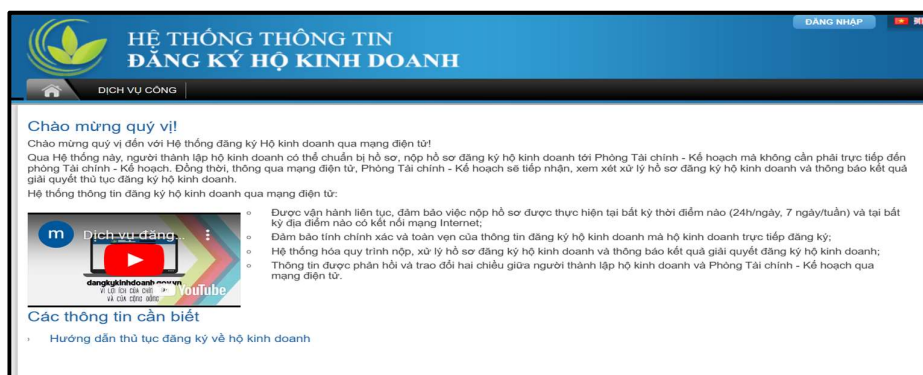 ĐĂNG NHẬP
HỆ THỐNG THÔNG TIN
ĐĂNG KÝ HỘ KINH DOANH
DỊCH VỤ CÔNG
Chào mừng quý vị!
Chào mừng quý vị đến với Hệ thống đăng ký Hộ kinh doanh qua mạng điện tử!
Qua Hệ thống này, người thành lập hộ kinh doanh có thể chuẩn bị hồ sơ, nộp hồ sơ đăng ký hộ kinh doanh tới Phòng Tài chính - Kế hoạch mà không cần phải trực tiếp đến
phòng Tài chính - Kế hoạch. Đồng thời, thông qua mạng điện tử, Phòng Tài chính - Kế hoạch sẽ tiếp nhận, xem xét xử lý hồ sơ đăng ký hộ kinh doanh và thông báo kết quả
giải quyết thủ tục đăng ký hộ kinh doanh.
Hệ thống thông tin đăng ký hộ kinh doanh qua mạng điện tử:
Được vận hành liên tục, đảm bảo việc nộp hồ sơ được thực hiện tại bất kỳ thời điểm nào (24h/ngày, 7 ngày/tuần) và tại bất
kỳ địa điểm nào có kết nối mạng Internet;
Đảm bảo tính chính xác và toàn vẹn của thông tin đăng ký hộ kinh doanh mà hộ kinh doanh trực tiếp đăng ký;
Hệ thống hóa quy trình nộp, xử lý hồ sơ đăng ký hộ kinh doanh và thông báo kết quả giải quyết đăng ký hộ kinh doanh;
Thông tin được phản hồi và trao đổi hai chiều giữa người thành lập hộ kinh doanh và Phòng Tài chính - Kế hoạch qua
mạng điện tử.
m Dịch vụ đăng...
dangkykinhdoanh.gov.vn
VÌ LỢI ÍCH CỦA
YouTube
VÀ CỦA CỘNG ĐỒNG
Các thông tin cần biết
Hướng dẫn thủ tục đăng ký về hộ kinh doanh